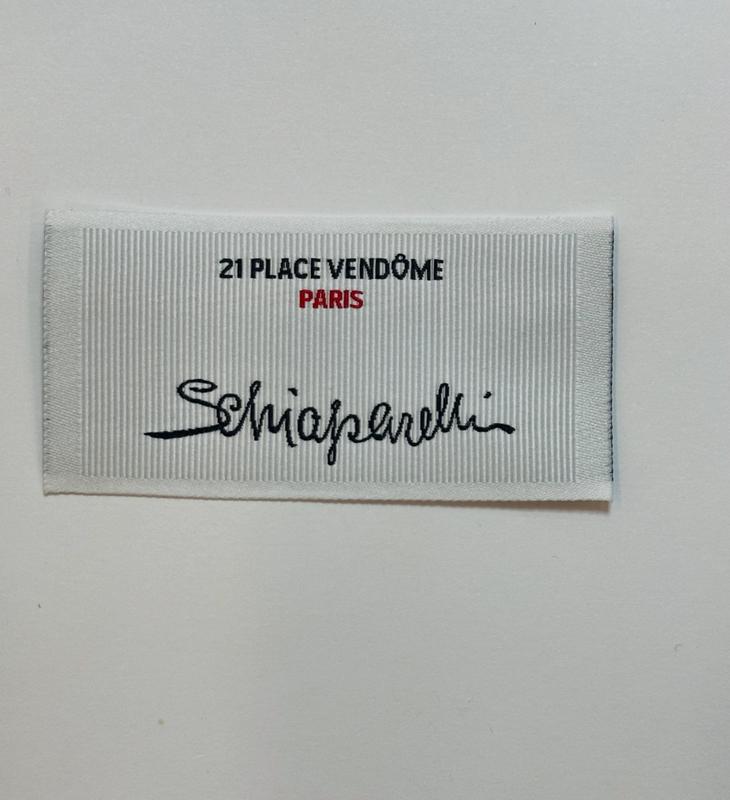 21 PLACE VENDÔME
PARIS
Schiaparelli